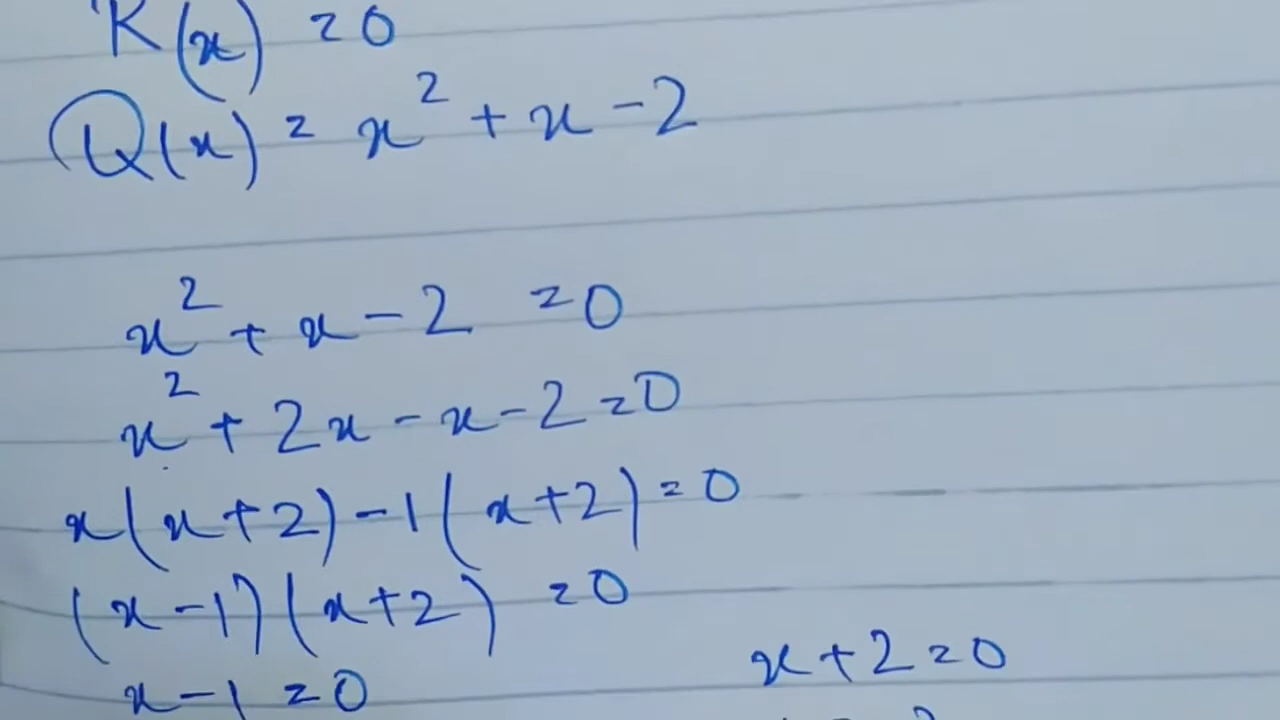 R(x) = 0
Q(x) = x² + x - 2
x² + x - 2 = 0
x² + 2x - x - 2 = 0
x(x+2) - 1(x+2) = 0
(x-1)(x+2) = 0
x + 2 = 0
x - 1 = 0